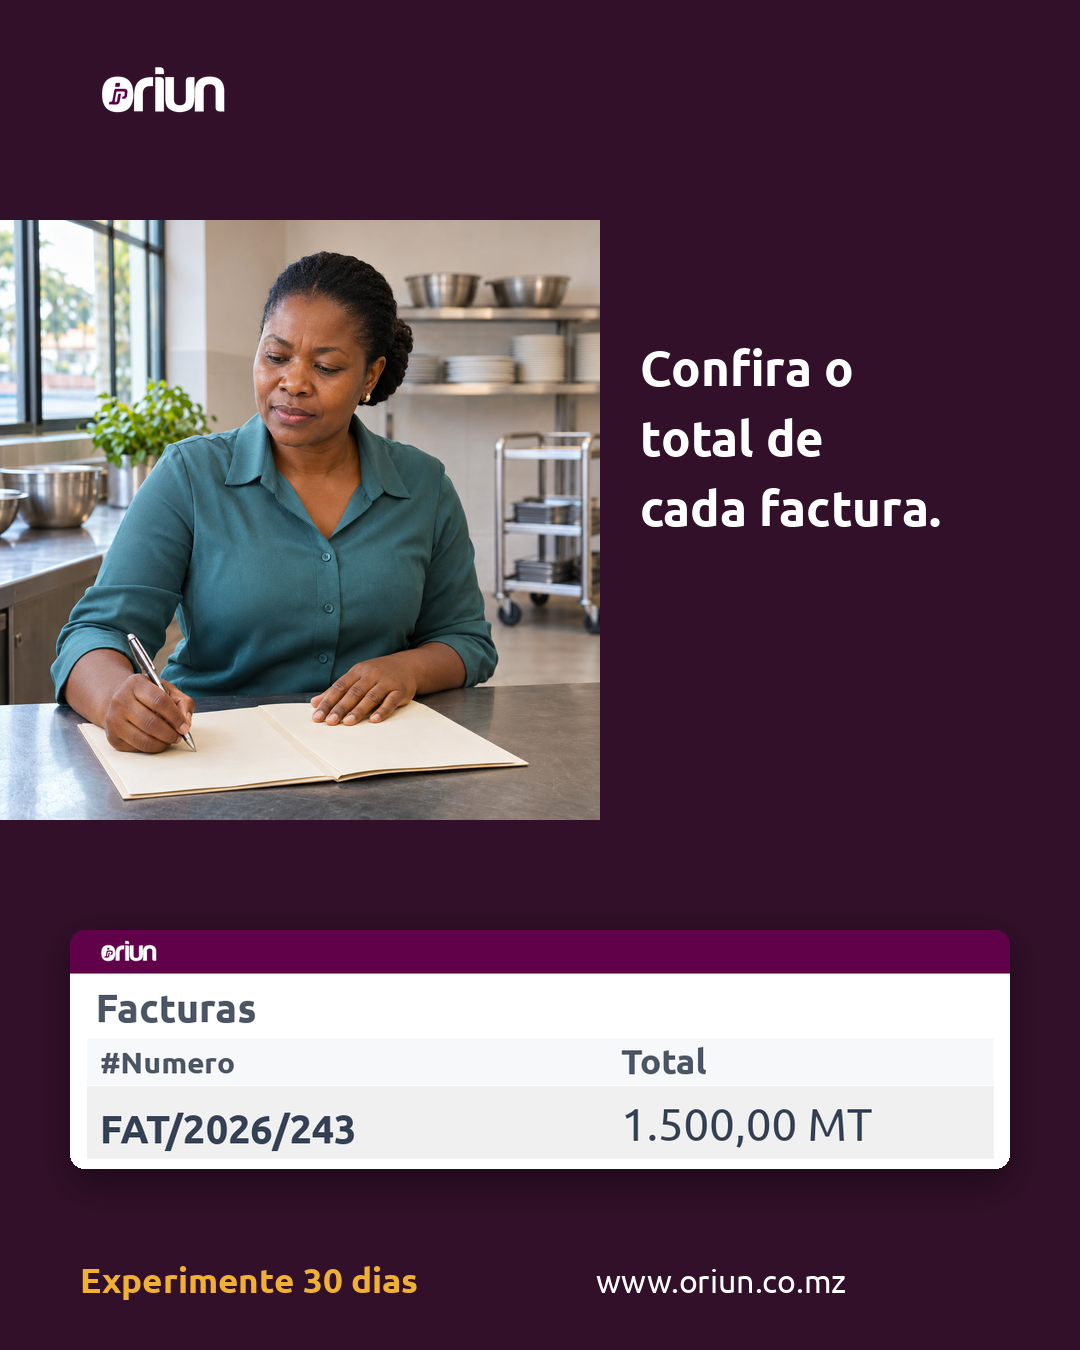 oriun
Confira o
total de
cada factura.
oriun
Facturas
#Numero Total
FAT/2026/243 1.500,00 MT
Experimente 30 dias www.oriun.co.mz